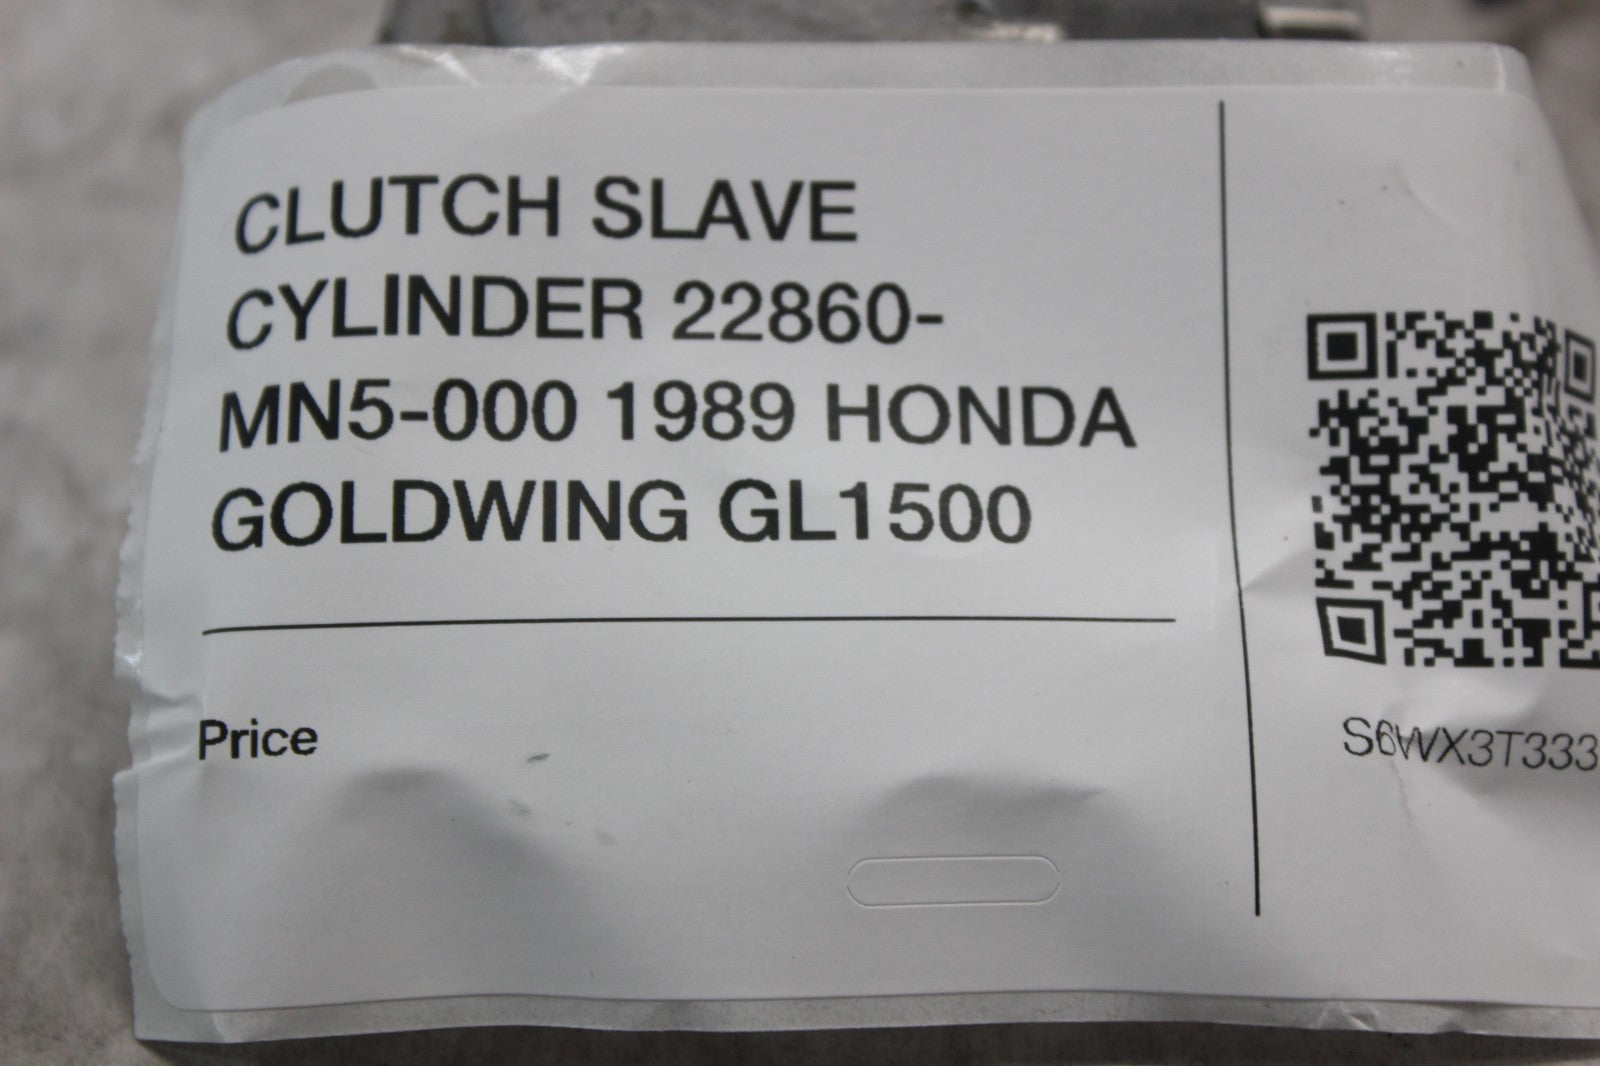 CLUTCH SLAVE
CYLINDER 22860-
MN5-000 1989 HONDA
GOLDWING GL1500
Price
S6WX3T333